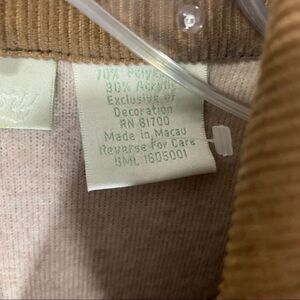 70% Polyester
30% Acrylic
Exclusive of
Decoration
RN 81700
Made in Macau
Reverse For Care
SML 1605001